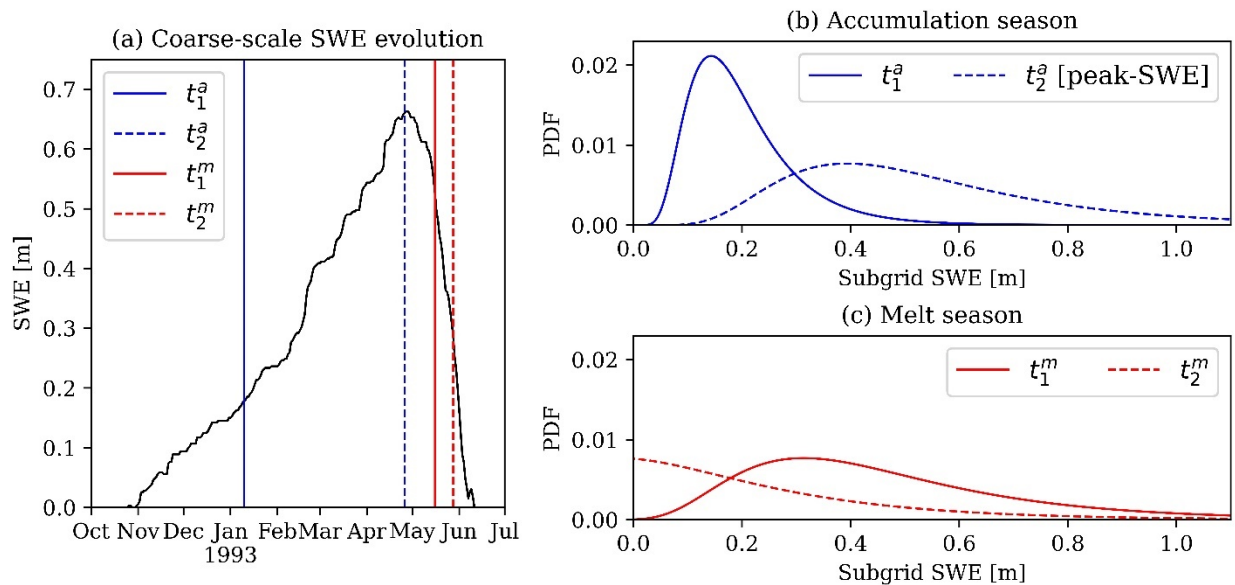 (a) Coarse-scale SWE evolution
SWE [m]
0.7
0.6
0.5
0.4
0.3
0.2
0.1
0.0
t₁ᵃ
t₂ᵃ
t₁ᵐ
t₂ᵐ
Oct Nov Dec Jan Feb Mar Apr May Jun Jul
1993
(b) Accumulation season
PDF
0.02
0.01
0.00
t₁ᵃ t₂ᵃ [peak-SWE]
0.0 0.2 0.4 0.6 0.8 1.0
Subgrid SWE [m]
(c) Melt season
PDF
0.02
0.01
0.00
t₁ᵐ t₂ᵐ
0.0 0.2 0.4 0.6 0.8 1.0
Subgrid SWE [m]